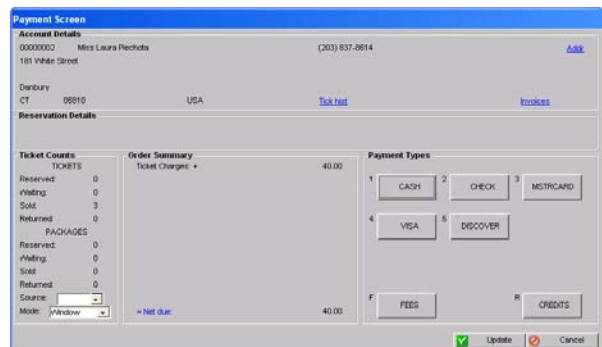 Payment Screen
Account Details
00000002 Miss Laura Piechota (203) 837-8614 Addr.
181 White Street
Danbury
CT 06810 USA Tick hist Invoices
Reservation Details
Ticket Counts
TICKETS
Reserved: 0
Waiting: 0
Sold: 3
Returned: 0
PACKAGES
Reserved: 0
Waiting: 0
Sold: 0
Returned: 0
Source:
Mode: Window
Order Summary
Ticket Charges: + 40.00
= Net due: 40.00
Payment Types
1 CASH 2 CHECK 3 MSTRCARD
4 VISA 5 DISCOVER
F FEES R CREDITS
Update Cancel